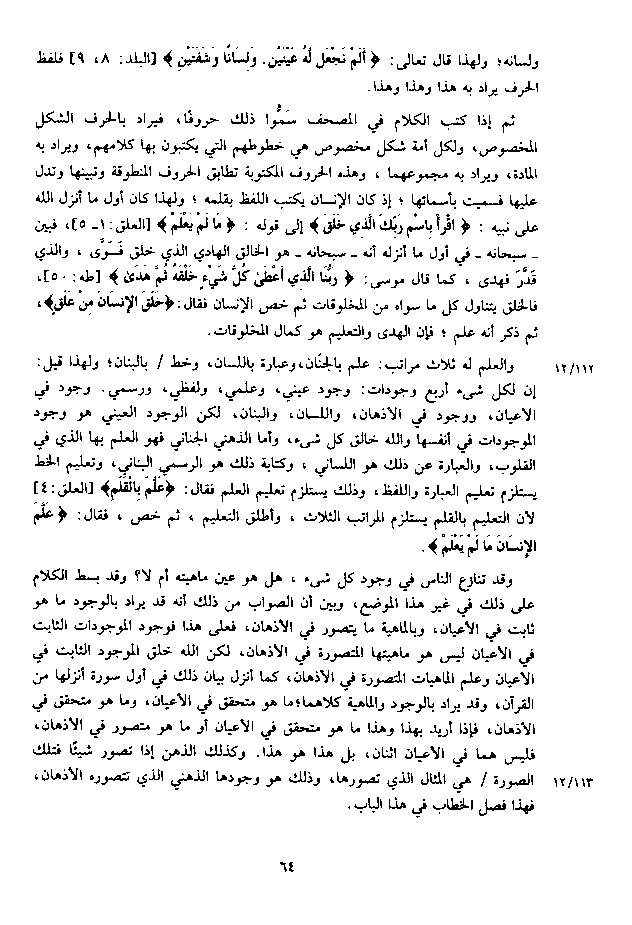 ولسانه؛ ولهذا قال تعالى: ﴿ أَلَمْ نَجْعَل لَّهُ عَيْنَيْنِ. وَلِسَانًا وَشَفَتَيْنِ ﴾ [البلد: ٨، ٩] فلفظ
الحرف يراد به هذا وهذا وهذا.
ثم إذا كتب الكلام في المصحف سَمُّوا ذلك حروفًا، فيراد بالحرف الشكل
المخصوص، ولكل أمة شكل مخصوص هي خطوطهم التي يكتبون بها كلامهم، ويراد به
المادة، ويراد به مجموعهما ، وهذه الحروف المكتوبة تطابق الحروف المنطوقة وتبينها وتدل
عليها فسميت بأسمائها ؛ إذ كان الإنسان يكتب اللفظ بقلمه ؛ ولهذا كان أول ما أنزل الله
على نبيه : ﴿ اقْرَأْ بِاسْمِ رَبِّكَ الَّذِي خَلَقَ ﴾ إلى قوله : ﴿ مَا لَمْ يَعْلَمْ ﴾ [العلق:١ـ ٥]، فبين
ـ سبحانه ـ في أول ما أنزله أنه ـ سبحانه ـ هو الخالق الهادي الذي خلق فَسَوَّى ، والذي
قَدَّرَ فهدى ، كما قال موسى: ﴿ رَبُّنَا الَّذِي أَعْطَىٰ كُلَّ شَيْءٍ خَلْقَهُ ثُمَّ هَدَىٰ ﴾ [طه: ٥٠]،
فالخلق يتناول كل ما سواه من المخلوقات ثم خص الإنسان فقال:﴿خَلَقَ الإِنسَانَ مِنْ عَلَقٍ﴾،
ثم ذكر أنه علم ؛ فإن الهدى والتعليم هو كمال المخلوقات.
والعلم له ثلاث مراتب: علم بالجَنَان،وعبارة باللسان، وخط / بالبنان؛ ولهذا قيل: ١٢/١١٢
إن لكل شىء أربع وجودات: وجود عيني، وعلمي، ولفظي، ورسمي. وجود في
الأعيان، ووجود في الأذهان، واللسان، والبنان، لكن الوجود العيني هو وجود
الموجودات في أنفسها والله خالق كل شىء، وأما الذهني الجناني فهو العلم بها الذي في
القلوب، والعبارة عن ذلك هو اللساني ، وكتابة ذلك هو الرسمي البناني، وتعليم الخط
يستلزم تعليم العبارة واللفظ، وذلك يستلزم تعليم العلم فقال: ﴿عَلَّمَ بِالْقَلَمِ﴾ [العلق:٤]
لأن التعليم بالقلم يستلزم المراتب الثلاث ، وأطلق التعليم ، ثم خص ، فقال: ﴿ عَلَّمَ
الإِنسَانَ مَا لَمْ يَعْلَمْ ﴾.
وقد تنازع الناس في وجود كل شىء ، هل هو عين ماهيته أم لا؟ وقد بسط الكلام
على ذلك في غير هذا الموضع، وبين أن الصواب من ذلك أنه قد يراد بالوجود ما هو
ثابت في الأعيان، وبالماهية ما يتصور في الأذهان، فعلى هذا فوجود الموجودات الثابت
في الأعيان ليس هو ماهيتها المتصورة في الأذهان، لكن الله خلق الموجود الثابت في
الأعيان وعلم الماهيات المتصورة في الأذهان، كما أنزل بيان ذلك في أول سورة أنزلها من
القرآن، وقد يراد بالوجود والماهية كلاهما؛ما هو متحقق في الأعيان، وما هو متحقق في
الأذهان، فإذا أريد بهذا وهذا ما هو متحقق في الأعيان أو ما هو متصور في الأذهان،
فليس هما في الأعيان اثنان، بل هذا هو هذا. وكذلك الذهن إذا تصور شيئًا فتلك
الصورة / هي المثال الذي تصورها، وذلك هو وجودها الذهني الذي تتصوره الأذهان، ١٢/١١٣
فهذا فصل الخطاب في هذا الباب.
٦٤